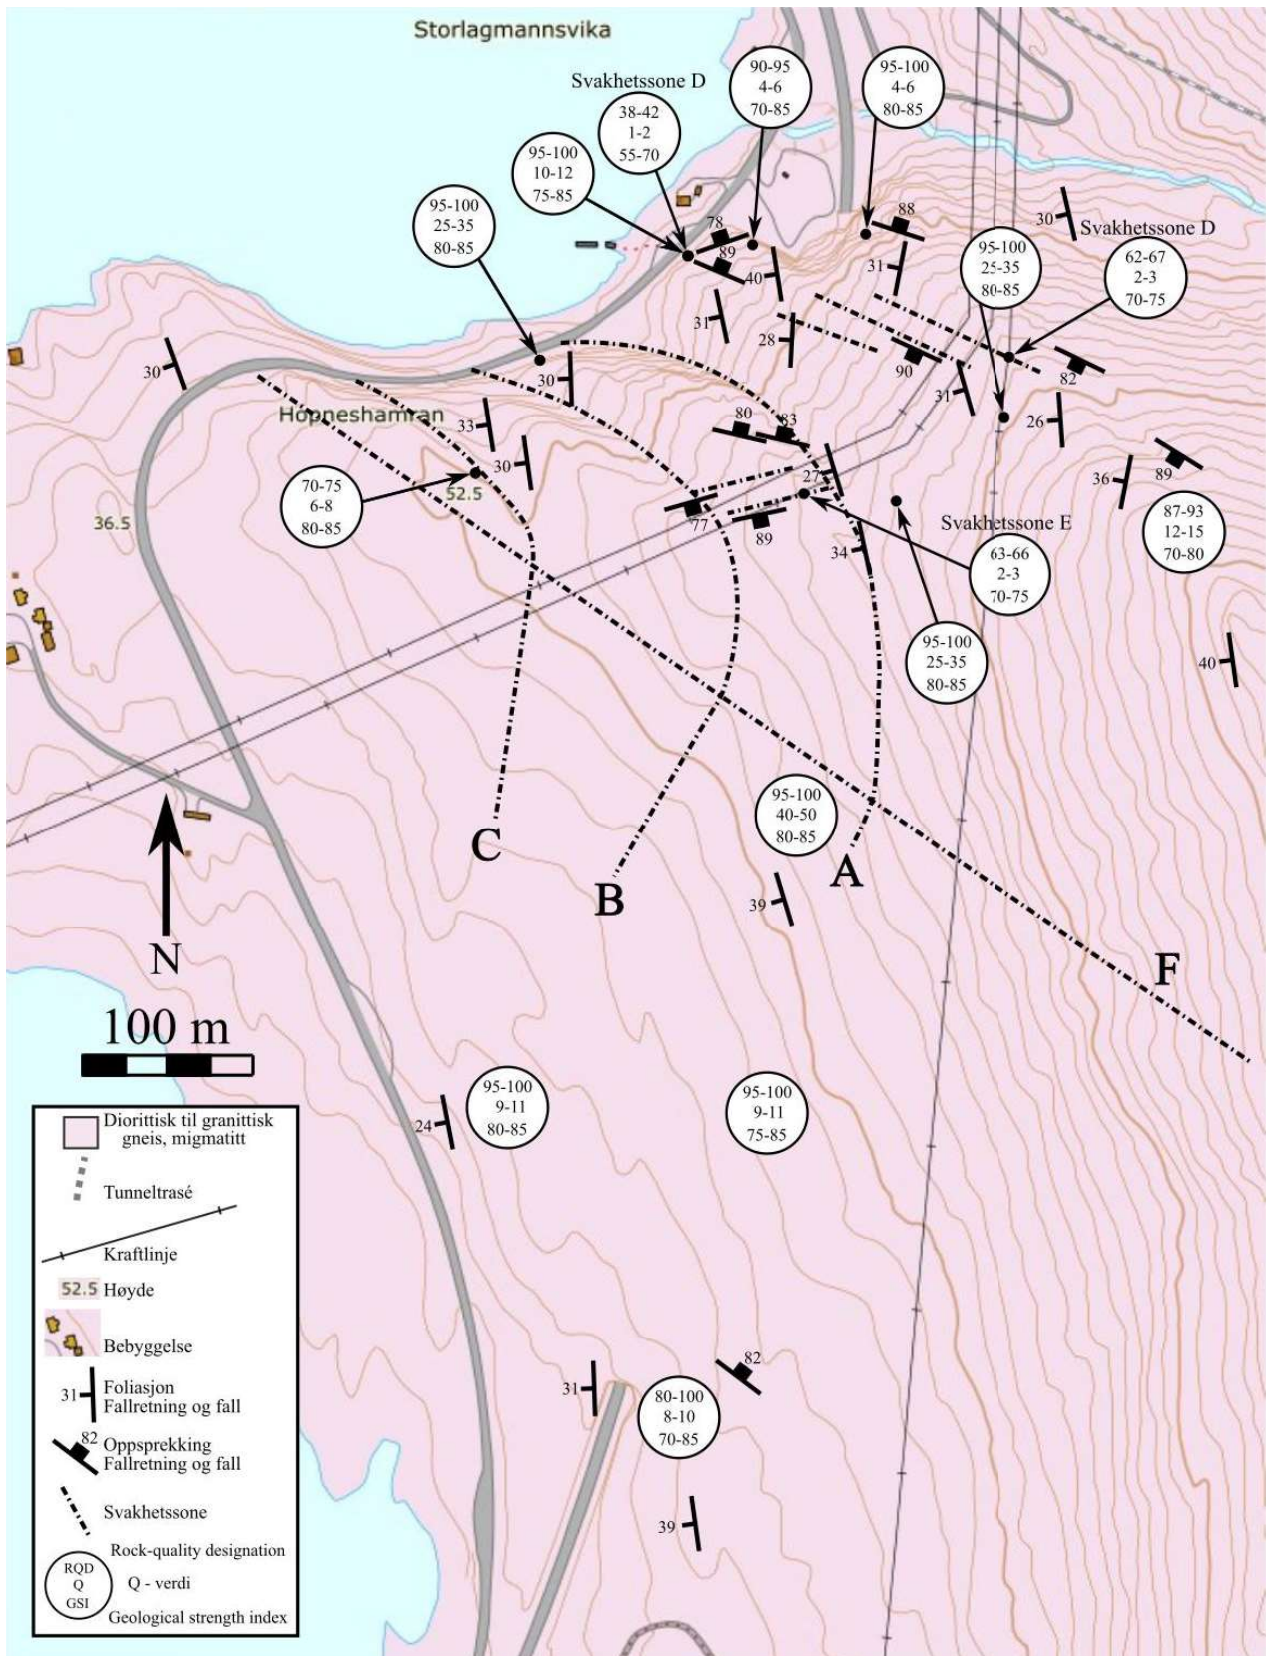 Storlagmannsvika
Svakhetssone D
38-42
1-2
55-70
90-95
4-6
70-85
95-100
4-6
80-85
95-100
10-12
75-85
95-100
25-35
80-85
78
89
88
30
Svakhetssone D
62-67
2-3
70-75
95-100
25-35
80-85
40
31
31
28
30
30
90
31
82
Hopneshamran
33
30
80
83
26
27
36
89
70-75
6-8
80-85
52.5
36.5
77
89
34
Svakhetssone E
63-66
2-3
70-75
87-93
12-15
70-80
95-100
25-35
80-85
40
95-100
40-50
80-85
C
B
A
39
F
N
100 m
95-100
9-11
80-85
95-100
9-11
75-85
24
31
82
80-100
8-10
70-85
39
Diorittisk til granittisk
gneis, migmatitt
Tunneltrasé
Kraftlinje
52.5 Høyde
Bebyggelse
31 Foliasjon
Fallretning og fall
82 Oppsprekking
Fallretning og fall
Svakhetssone
Rock-quality designation
RQD
Q
GSI
Q - verdi
Geological strength index